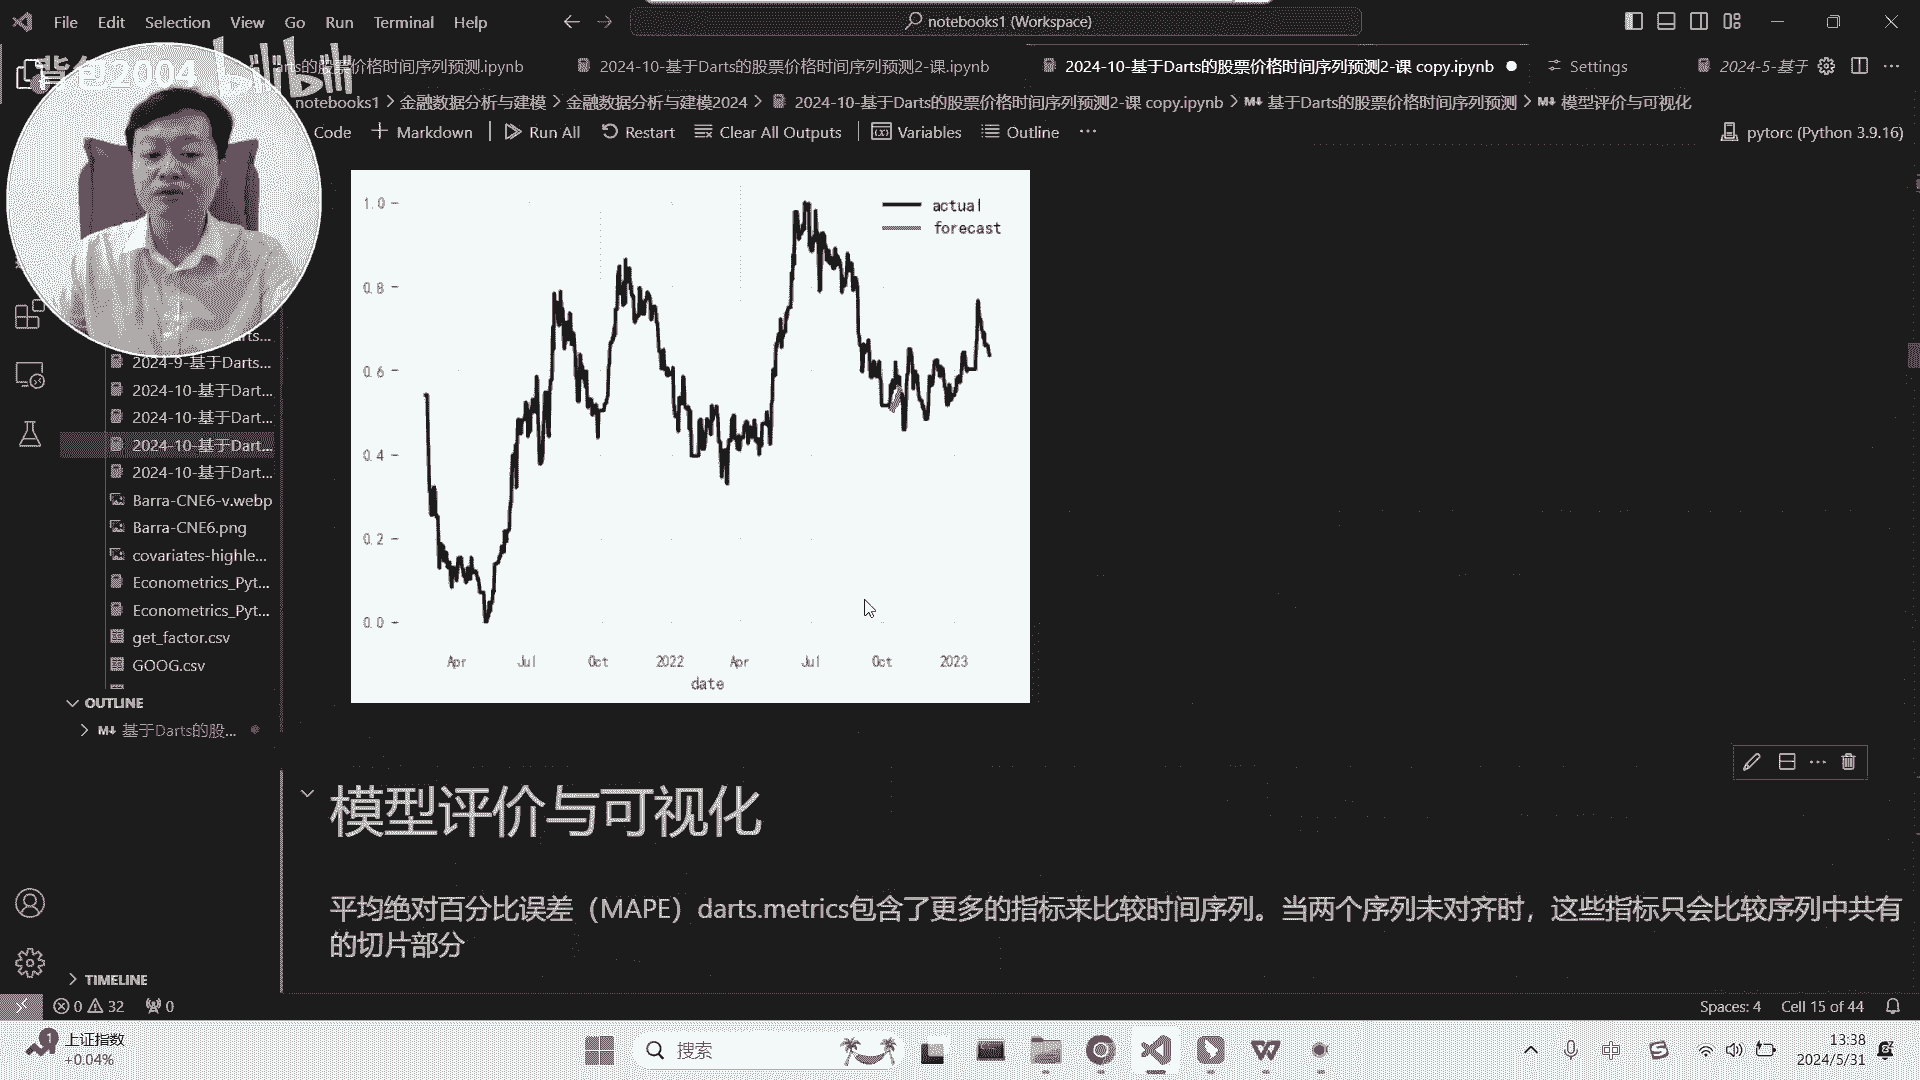 File Edit Selection View Go Run Terminal Help
notebooks1 (Workspace)
背包2004 bilibili
rts的股票价格时间序列预测.ipynb
2024-10-基于Darts的股票价格时间序列预测2-课.ipynb
2024-10-基于Darts的股票价格时间序列预测2-课 copy.ipynb
Settings
2024-5-基于
notebooks1 > 金融数据分析与建模 > 金融数据分析与建模2024 > 2024-10-基于Darts的股票价格时间序列预测2-课 copy.ipynb > M↓ 基于Darts的股票价格时间序列预测 > M↓ 模型评价与可视化
Code + Markdown Run All Restart Clear All Outputs Variables Outline ···
pytorc (Python 3.9.16)
arts...
2024-9-基于Darts...
2024-10-基于Dart...
2024-10-基于Dart...
2024-10-基于Dart...
2024-10-基于Dart...
Barra-CNE6-v.webp
Barra-CNE6.png
covariates-highle...
Econometrics_Pyt...
Econometrics_Pyt...
get_factor.csv
GOOG.csv
OUTLINE
M↓ 基于Darts的股...
TIMELINE
actual
forecast
1.0
0.8
0.6
0.4
0.2
0.0
Apr Jul Oct 2022 Apr Jul Oct 2023
date
模型评价与可视化
平均绝对百分比误差（MAPE）darts.metrics包含了更多的指标来比较时间序列。当两个序列未对齐时，这些指标只会比较序列中共有
的切片部分
0 32 0
Spaces: 4 Cell 15 of 44
1
上证指数
+0.04%
搜索
中
13:38
2024/5/31